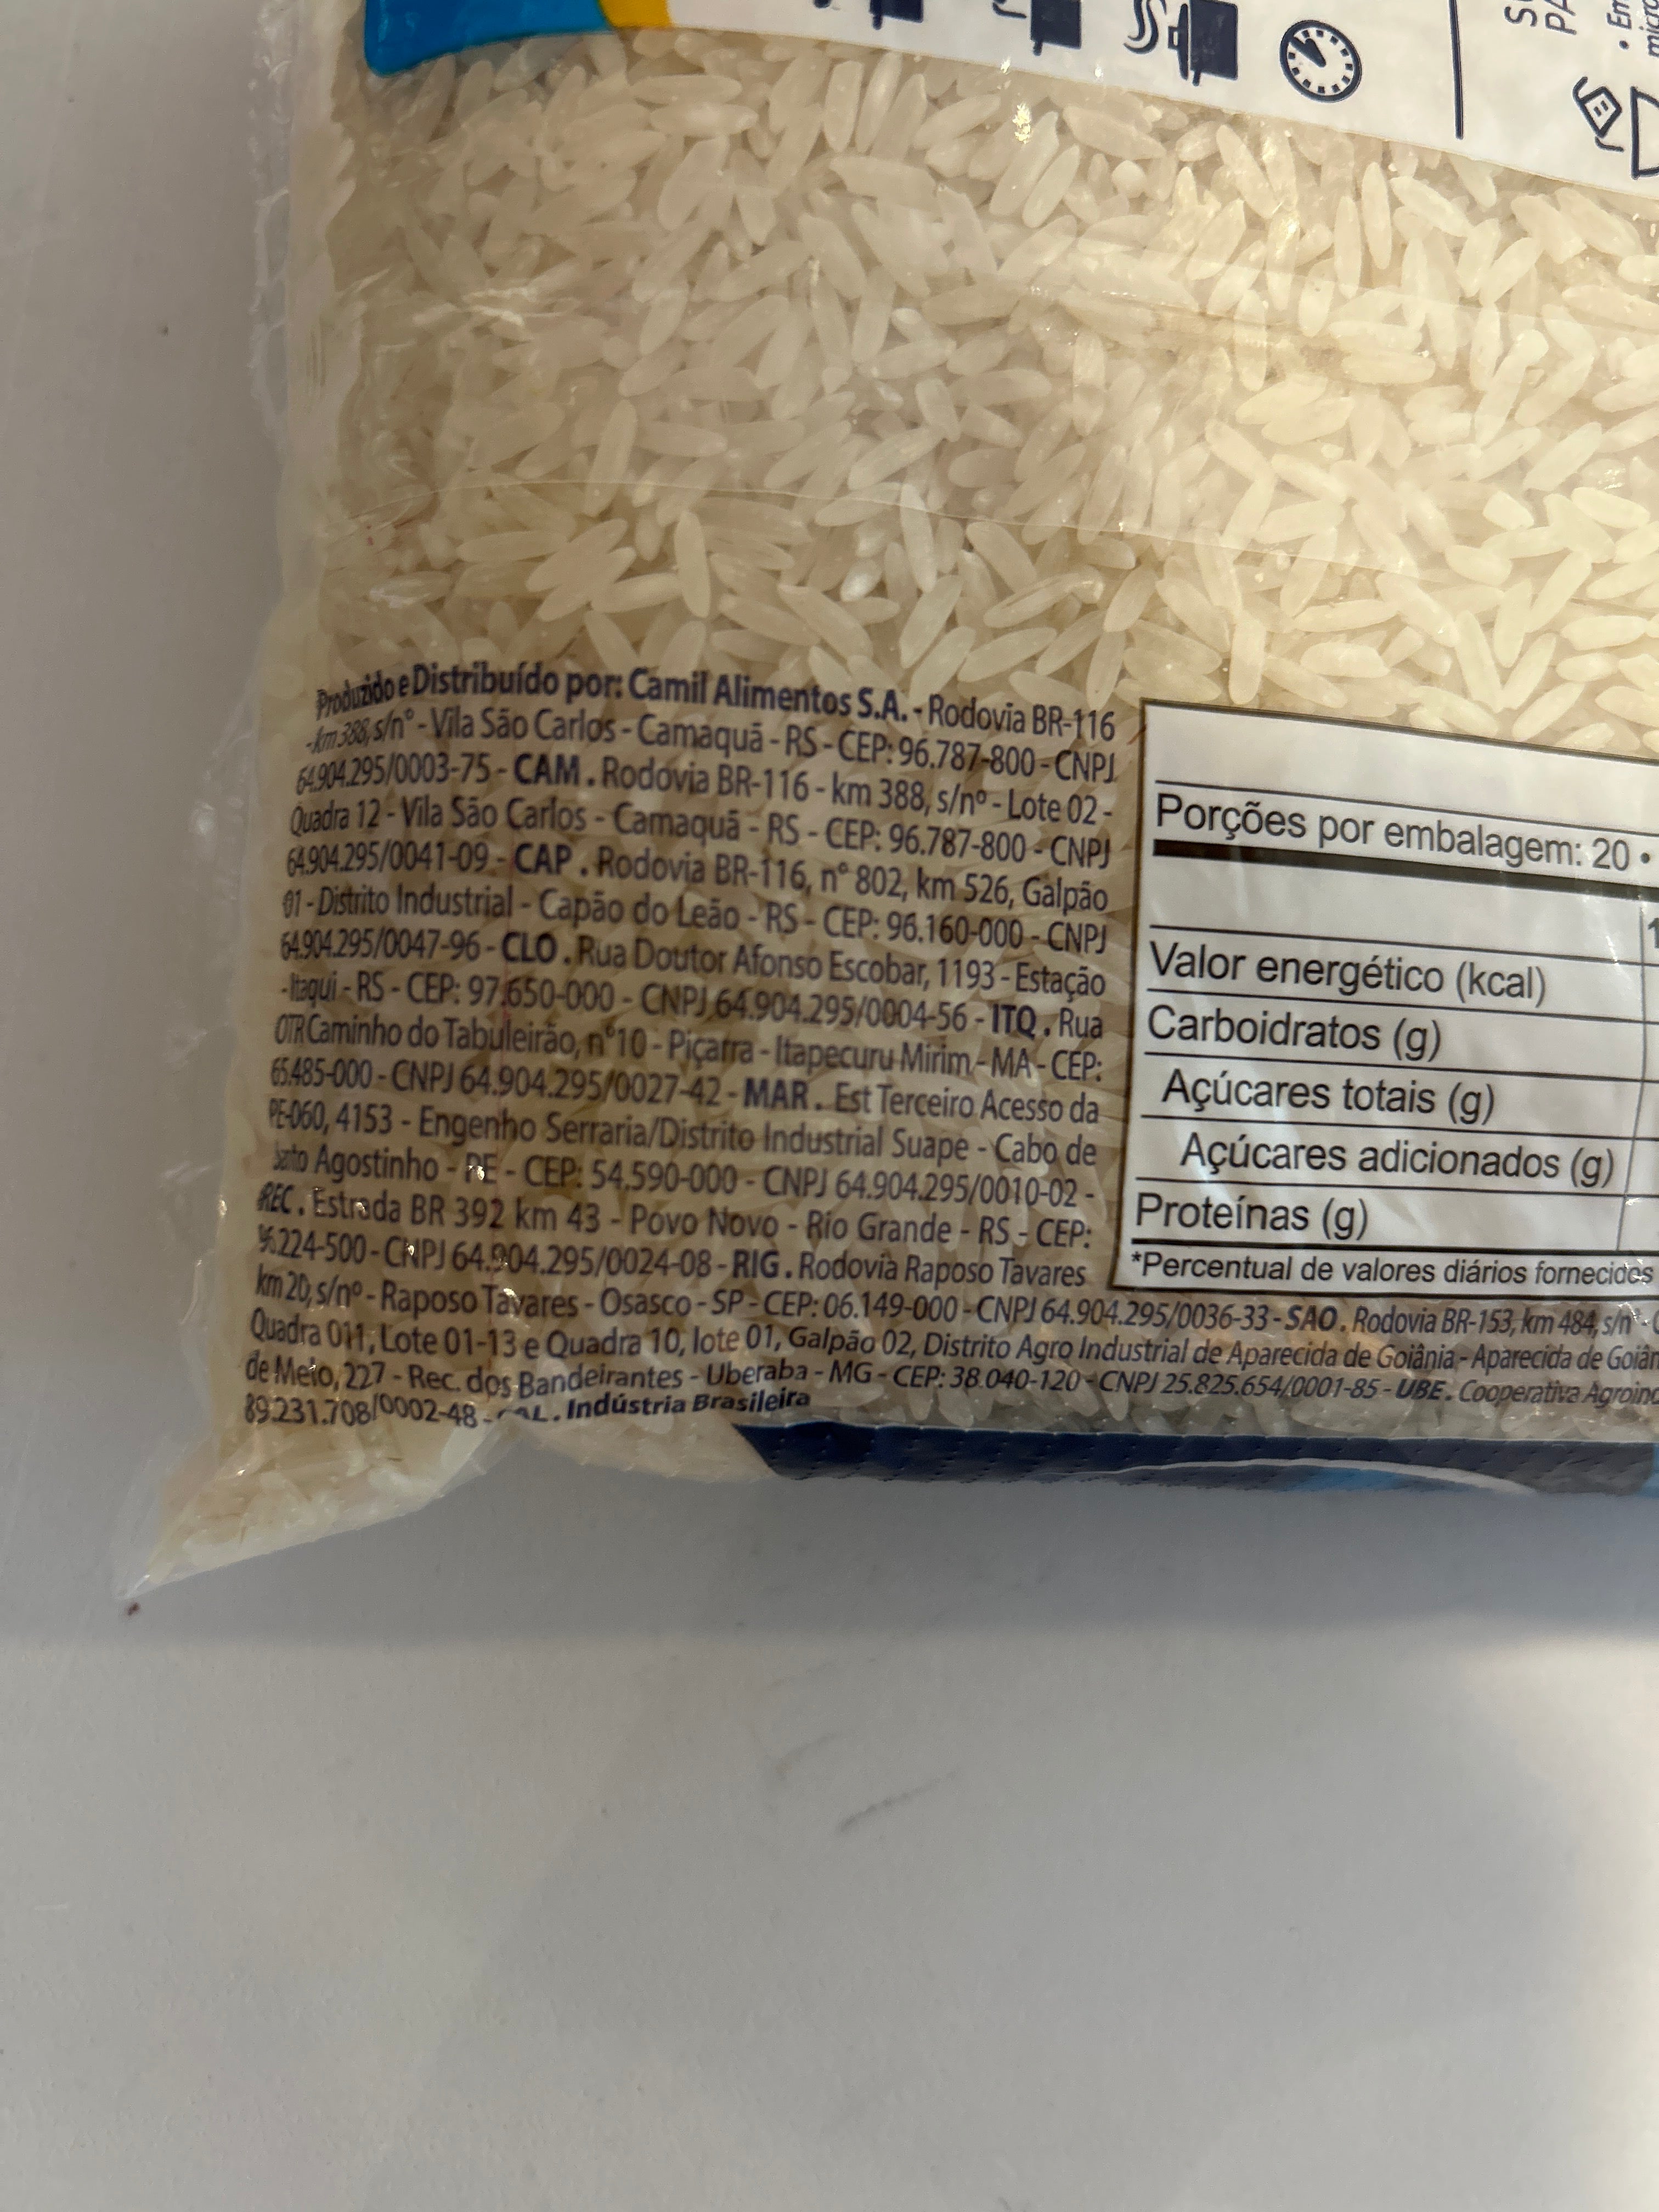 Produzido e Distribuído por: Camil Alimentos S.A. - Rodovia BR-116
- km 388, s/nº - Vila São Carlos - Camaquã - RS - CEP: 96.787-800 - CNPJ
64.904.295/0003-75 - CAM . Rodovia BR-116 - km 388, s/nº - Lote 02 -
Quadra 12 - Vila São Carlos - Camaquã - RS - CEP: 96.787-800 - CNPJ
64.904.295/0041-09 - CAP . Rodovia BR-116, nº 802, km 526, Galpão
01 - Distrito Industrial - Capão do Leão - RS - CEP: 96.160-000 - CNPJ
64.904.295/0047-96 - CLO . Rua Doutor Afonso Escobar, 1193 - Estação
- Itaqui - RS - CEP: 97.650-000 - CNPJ 64.904.295/0004-56 - ITQ . Rua
OTR Caminho do Tabuleirão, nº 10 - Piçarra - Itapecuru Mirim - MA - CEP:
65.485-000 - CNPJ 64.904.295/0027-42 - MAR . Est Terceiro Acesso da
PE-060, 4153 - Engenho Serraria/Distrito Industrial Suape - Cabo de
Santo Agostinho - PE - CEP: 54.590-000 - CNPJ 64.904.295/0010-02 -
REC . Estrada BR 392 km 43 - Povo Novo - Rio Grande - RS - CEP:
96.224-500 - CNPJ 64.904.295/0024-08 - RIG . Rodovia Raposo Tavares
km 20, s/nº - Raposo Tavares - Osasco - SP - CEP: 06.149-000 - CNPJ 64.904.295/0036-33 - SAO . Rodovia BR-153, km 484, s/nº -
Quadra 011, Lote 01-13 e Quadra 10, lote 01, Galpão 02, Distrito Agro Industrial de Aparecida de Goiânia - Aparecida de Goiân
de Melo, 227 - Rec. dos Bandeirantes - Uberaba - MG - CEP: 38.040-120 - CNPJ 25.825.654/0001-85 - UBE . Cooperativa Agroind
89.231.708/0002-48 - . Indústria Brasileira
Porções por embalagem: 20 •
Valor energético (kcal)
Carboidratos (g)
Açúcares totais (g)
Açúcares adicionados (g)
Proteínas (g)
*Percentual de valores diários fornecidos